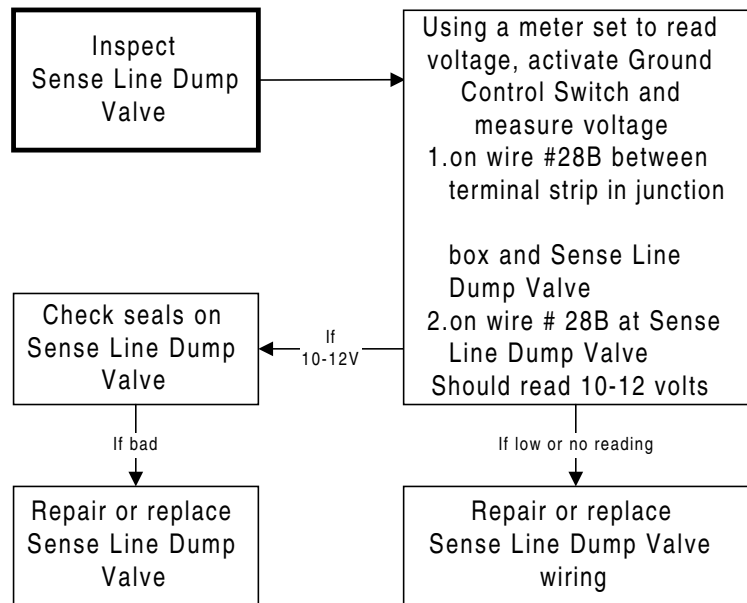 Inspect
Sense Line Dump
Valve
Using a meter set to read
voltage, activate Ground
Control Switch and
measure voltage
1.on wire #28B between
terminal strip in junction
box and Sense Line
Dump Valve
2.on wire # 28B at Sense
Line Dump Valve
Should read 10-12 volts
If
10-12V
Check seals on
Sense Line Dump
Valve
If bad
If low or no reading
Repair or replace
Sense Line Dump
Valve
Repair or replace
Sense Line Dump Valve
wiring